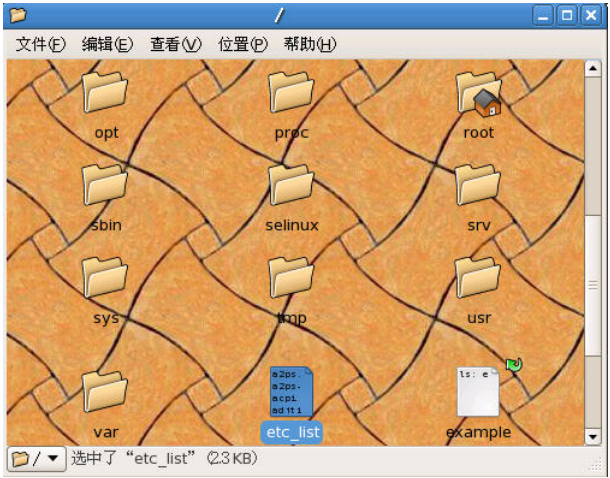 /
文件(F) 编辑(E) 查看(V) 位置(P) 帮助(H)
opt proc root
sbin selinux srv
sys tmp usr
a2ps.
a2ps-
acpi
aditi
ls: e
var etc_list example
/ 选中了“etc_list” (2.3 KB)